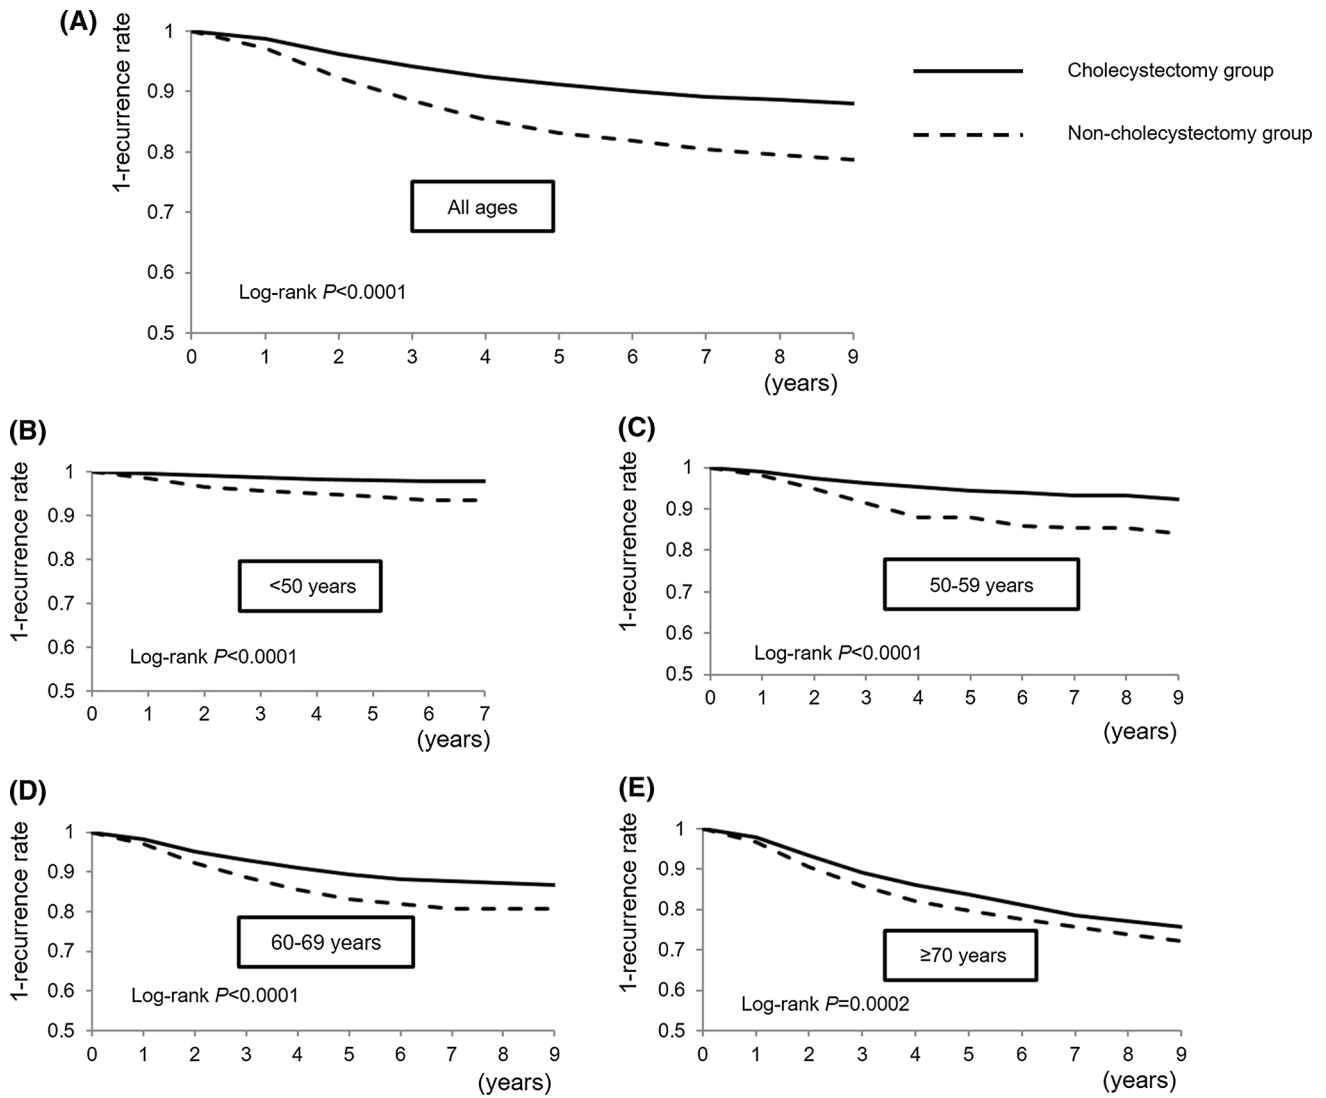 (A)
1-recurrence rate
1
0.9
0.8
0.7
0.6
0.5
All ages
Log-rank P<0.0001
0 1 2 3 4 5 6 7 8 9
(years)
Cholecystectomy group
Non-cholecystectomy group
(B)
1-recurrence rate
1
0.9
0.8
0.7
0.6
0.5
<50 years
Log-rank P<0.0001
0 1 2 3 4 5 6 7
(years)
(C)
1-recurrence rate
1
0.9
0.8
0.7
0.6
0.5
50-59 years
Log-rank P<0.0001
0 1 2 3 4 5 6 7 8 9
(years)
(D)
1-recurrence rate
1
0.9
0.8
0.7
0.6
0.5
60-69 years
Log-rank P<0.0001
0 1 2 3 4 5 6 7 8 9
(years)
(E)
1-recurrence rate
1
0.9
0.8
0.7
0.6
0.5
≥70 years
Log-rank P=0.0002
0 1 2 3 4 5 6 7 8 9
(years)